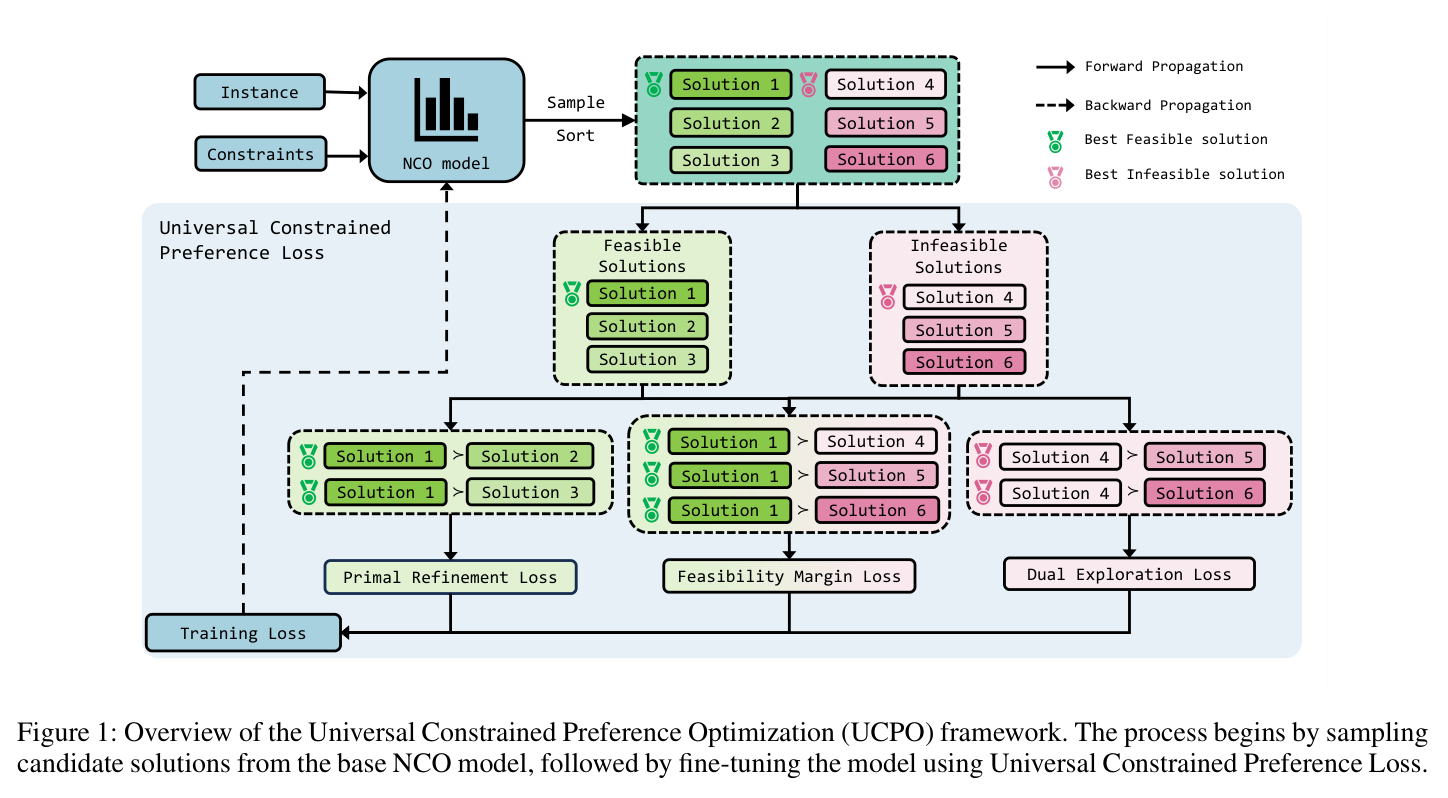 Instance
Constraints
NCO model
Sample
Sort
Solution 1
Solution 4
Solution 2
Solution 5
Solution 3
Solution 6
Forward Propagation
Backward Propagation
Best Feasible solution
Best Infeasible solution
Universal Constrained
Preference Loss
Feasible
Solutions
Solution 1
Solution 2
Solution 3
Infeasible
Solutions
Solution 4
Solution 5
Solution 6
Solution 1 ≻ Solution 2
Solution 1 ≻ Solution 3
Solution 1 ≻ Solution 4
Solution 1 ≻ Solution 5
Solution 1 ≻ Solution 6
Solution 4 ≻ Solution 5
Solution 4 ≻ Solution 6
Primal Refinement Loss
Feasibility Margin Loss
Dual Exploration Loss
Training Loss
Figure 1: Overview of the Universal Constrained Preference Optimization (UCPO) framework. The process begins by sampling
candidate solutions from the base NCO model, followed by fine-tuning the model using Universal Constrained Preference Loss.